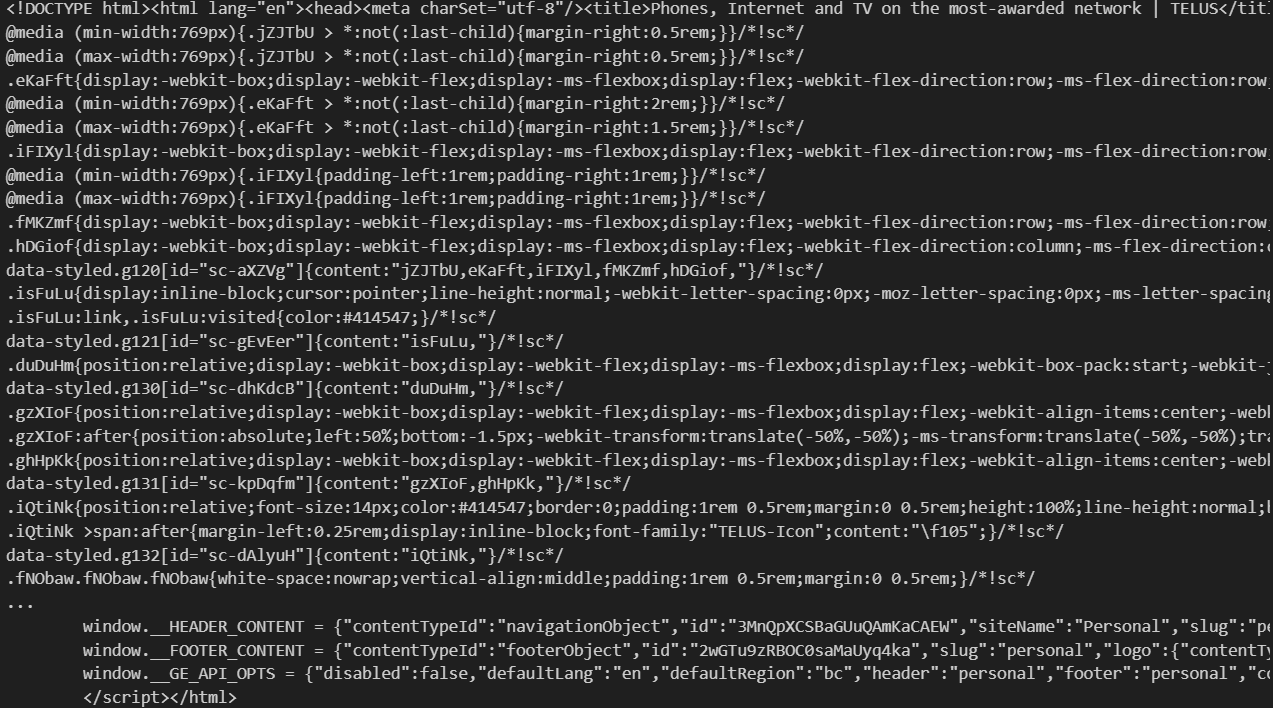 <!DOCTYPE html><html lang="en"><head><meta charSet="utf-8"/><title>Phones, Internet and TV on the most-awarded network | TELUS</titl
@media (min-width:769px){.jZJTbU > *:not(:last-child){margin-right:0.5rem;}}/*!sc*/
@media (max-width:769px){.jZJTbU > *:not(:last-child){margin-right:0.5rem;}}/*!sc*/
.eKaFft{display:-webkit-box;display:-webkit-flex;display:-ms-flexbox;display:flex;-webkit-flex-direction:row;-ms-flex-direction:row
@media (min-width:769px){.eKaFft > *:not(:last-child){margin-right:2rem;}}/*!sc*/
@media (max-width:769px){.eKaFft > *:not(:last-child){margin-right:1.5rem;}}/*!sc*/
.iFIXyl{display:-webkit-box;display:-webkit-flex;display:-ms-flexbox;display:flex;-webkit-flex-direction:row;-ms-flex-direction:row
@media (min-width:769px){.iFIXyl{padding-left:1rem;padding-right:1rem;}}/*!sc*/
@media (max-width:769px){.iFIXyl{padding-left:1rem;padding-right:1rem;}}/*!sc*/
.fMKZmf{display:-webkit-box;display:-webkit-flex;display:-ms-flexbox;display:flex;-webkit-flex-direction:row;-ms-flex-direction:row
.hDGiof{display:-webkit-box;display:-webkit-flex;display:-ms-flexbox;display:flex;-webkit-flex-direction:column;-ms-flex-direction:c
data-styled.g120[id="sc-aXZVg"]{content:"jZJTbU,eKaFft,iFIXyl,fMKZmf,hDGiof,"}/*!sc*/
.isFuLu{display:inline-block;cursor:pointer;line-height:normal;-webkit-letter-spacing:0px;-moz-letter-spacing:0px;-ms-letter-spacing
.isFuLu:link,.isFuLu:visited{color:#414547;}/*!sc*/
data-styled.g121[id="sc-gEvEer"]{content:"isFuLu,"}/*!sc*/
.duDuHm{position:relative;display:-webkit-box;display:-webkit-flex;display:-ms-flexbox;display:flex;-webkit-box-pack:start;-webkit-j
data-styled.g130[id="sc-dhKdcB"]{content:"duDuHm,"}/*!sc*/
.gzXIoF{position:relative;display:-webkit-box;display:-webkit-flex;display:-ms-flexbox;display:flex;-webkit-align-items:center;-web
.gzXIoF:after{position:absolute;left:50%;bottom:-1.5px;-webkit-transform:translate(-50%,-50%);-ms-transform:translate(-50%,-50%);tra
.ghHpKk{position:relative;display:-webkit-box;display:-webkit-flex;display:-ms-flexbox;display:flex;-webkit-align-items:center;-web
data-styled.g131[id="sc-kpDqfm"]{content:"gzXIoF,ghHpKk,"}/*!sc*/
.iQtiNk{position:relative;font-size:14px;color:#414547;border:0;padding:1rem 0.5rem;margin:0 0.5rem;height:100%;line-height:normal;
.iQtiNk >span:after{margin-left:0.25rem;display:inline-block;font-family:"TELUS-Icon";content:"\f105";}/*!sc*/
data-styled.g132[id="sc-dAlyuH"]{content:"iQtiNk,"}/*!sc*/
.fNObaw.fNObaw.fNObaw{white-space:nowrap;vertical-align:middle;padding:1rem 0.5rem;margin:0 0.5rem;}/*!sc*/
...
window.__HEADER_CONTENT = {"contentTypeId":"navigationObject","id":"3MnQpXCSBaGUuQAmKaCAEW","siteName":"Personal","slug":"pe
window.__FOOTER_CONTENT = {"contentTypeId":"footerObject","id":"2wGTu9zRBOC0saMaUyq4ka","slug":"personal","logo":{"contentTy
window.__GE_API_OPTS = {"disabled":false,"defaultLang":"en","defaultRegion":"bc","header":"personal","footer":"personal","co
</script></html>